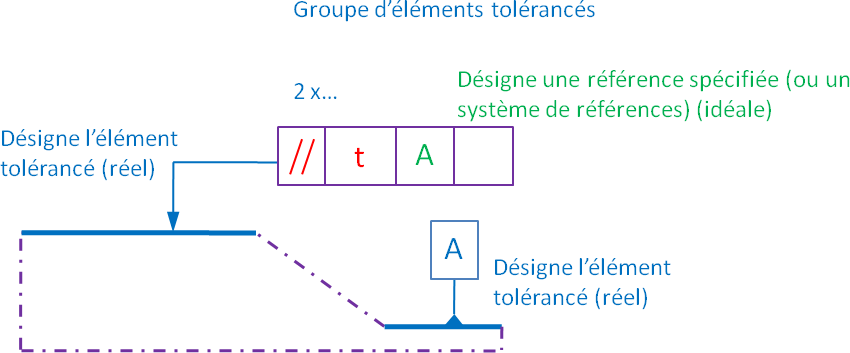 Groupe d'éléments tolérancés
Désigne une référence spécifiée (ou un
système de références) (idéale)
2 x...
Désigne l'élément
tolérancé (réel)
// t A
A
Désigne l'élément
tolérancé (réel)